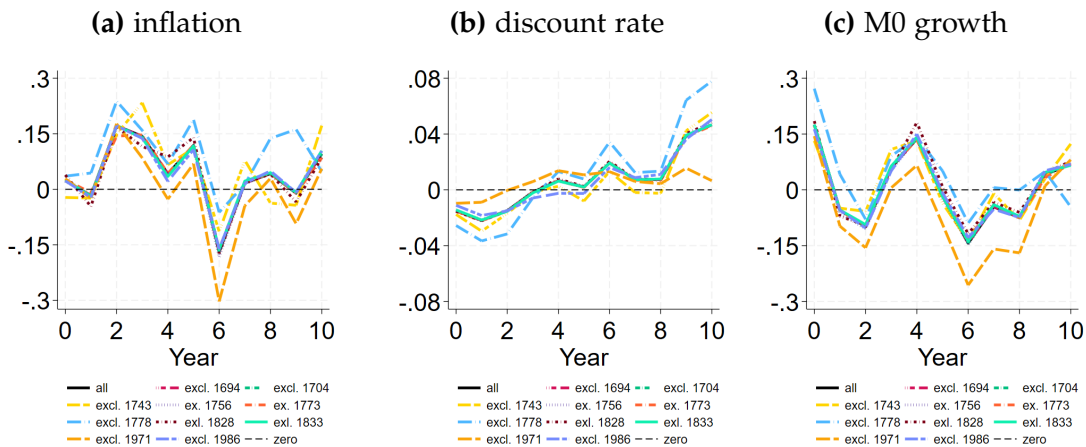 (a) inflation (b) discount rate (c) M0 growth
.3 .08 .3
.15 .04 .15
0 0 0
-.15 -.04 -.15
-.3 -.08 -.3
0 2 4 6 8 10 0 2 4 6 8 10 0 2 4 6 8 10
Year Year Year
all excl. 1694 excl. 1704 all excl. 1694 excl. 1704 all excl. 1694 excl. 1704
excl. 1743 ex. 1756 ex. 1773 excl. 1743 ex. 1756 ex. 1773 excl. 1743 ex. 1756 ex. 1773
excl. 1778 exl. 1828 exl. 1833 excl. 1778 exl. 1828 exl. 1833 excl. 1778 exl. 1828 exl. 1833
excl. 1971 excl. 1986 zero excl. 1971 excl. 1986 zero excl. 1971 excl. 1986 zero